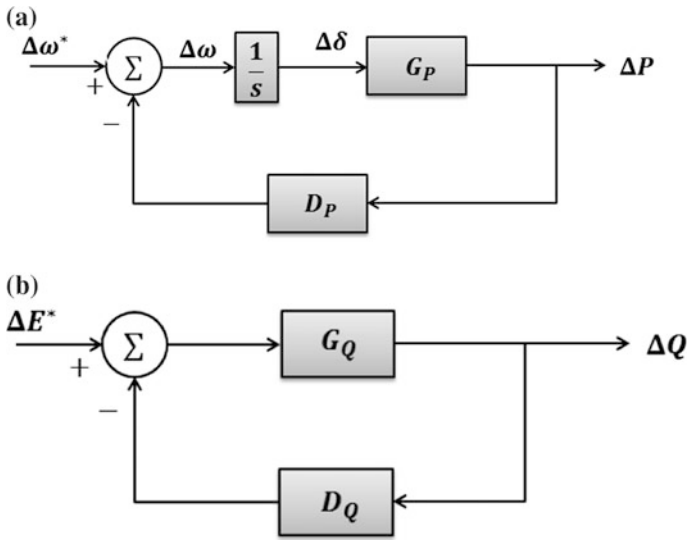 (a)
Δω* Σ Δω 1/s Δδ G_P ΔP
+
−
D_P
(b)
ΔE* Σ G_Q ΔQ
+
−
D_Q